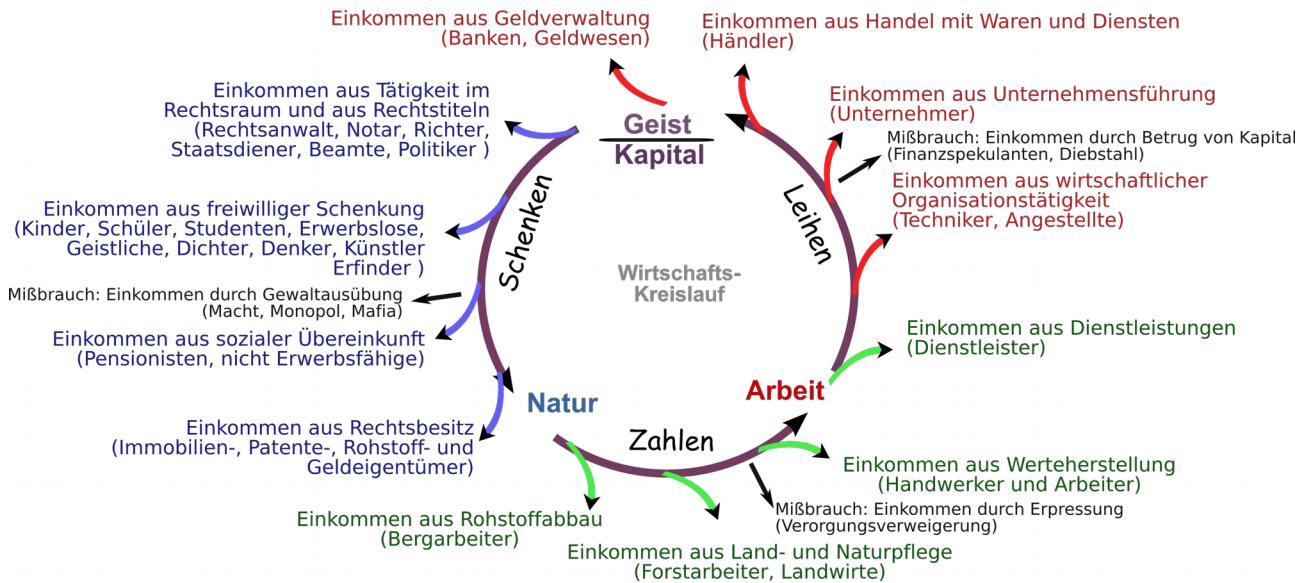 Einkommen aus Geldverwaltung
(Banken, Geldwesen)
Einkommen aus Handel mit Waren und Diensten
(Händler)
Einkommen aus Tätigkeit im
Rechtsraum und aus Rechtstiteln
(Rechtsanwalt, Notar, Richter,
Staatsdiener, Beamte, Politiker )
Geist
Kapital
Einkommen aus Unternehmensführung
(Unternehmer)
Mißbrauch: Einkommen durch Betrug von Kapital
(Finanzspekulanten, Diebstahl)
Einkommen aus wirtschaftlicher
Organisationstätigkeit
(Techniker, Angestellte)
Schenken
Leihen
Einkommen aus freiwilliger Schenkung
(Kinder, Schüler, Studenten, Erwerbslose,
Geistliche, Dichter, Denker, Künstler
Erfinder )
Wirtschafts-
Kreislauf
Mißbrauch: Einkommen durch Gewaltausübung
(Macht, Monopol, Mafia)
Einkommen aus sozialer Übereinkunft
(Pensionisten, nicht Erwerbsfähige)
Einkommen aus Dienstleistungen
(Dienstleister)
Natur
Arbeit
Einkommen aus Rechtsbesitz
(Immobilien-, Patente-, Rohstoff- und
Geldeigentümer)
Zahlen
Einkommen aus Werteherstellung
(Handwerker und Arbeiter)
Mißbrauch: Einkommen durch Erpressung
(Verorgungsverweigerung)
Einkommen aus Rohstoffabbau
(Bergarbeiter)
Einkommen aus Land- und Naturpflege
(Forstarbeiter, Landwirte)